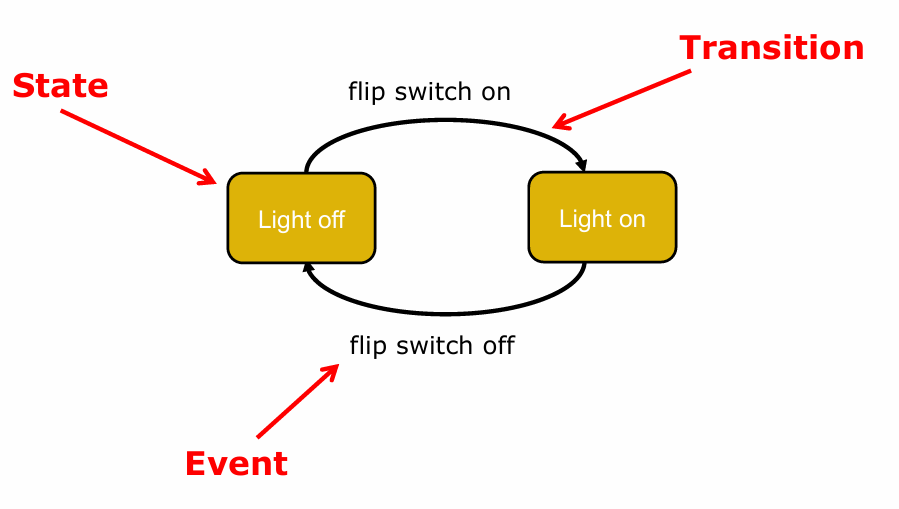 Transition
State
flip switch on
Light off
Light on
flip switch off
Event